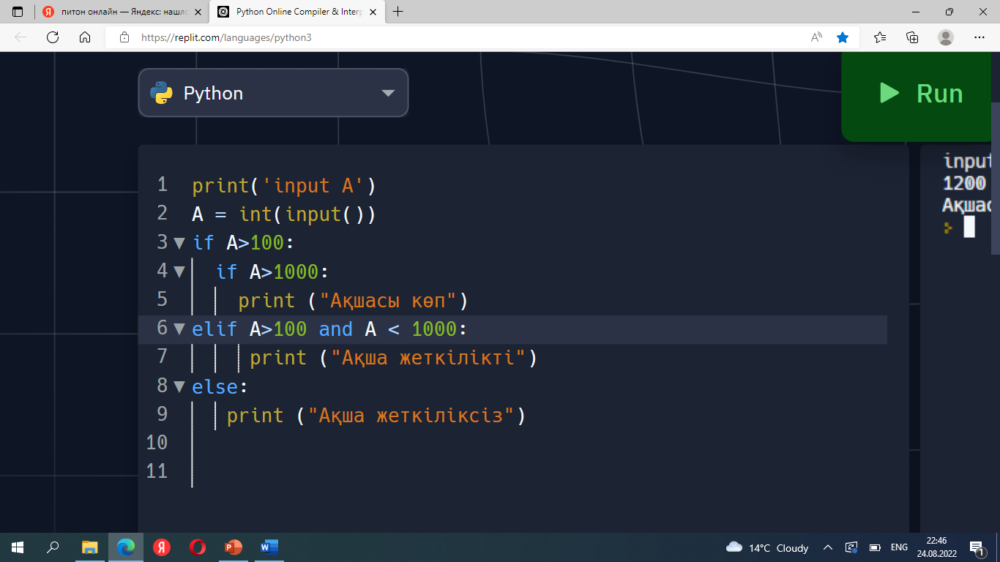 питон онлайн — Яндекс: нашло
Python Online Compiler & Interp
https://replit.com/languages/python3
Python
Run
1 print('input A')
2 A = int(input())
3 if A>100:
4 if A>1000:
5 print ("Ақшасы көп")
6 elif A>100 and A < 1000:
7 print ("Ақша жеткілікті")
8 else:
9 print ("Ақша жеткіліксіз")
10
11
input
1200
Ақшас
14°C Cloudy
ENG
22:46
24.08.2022
1